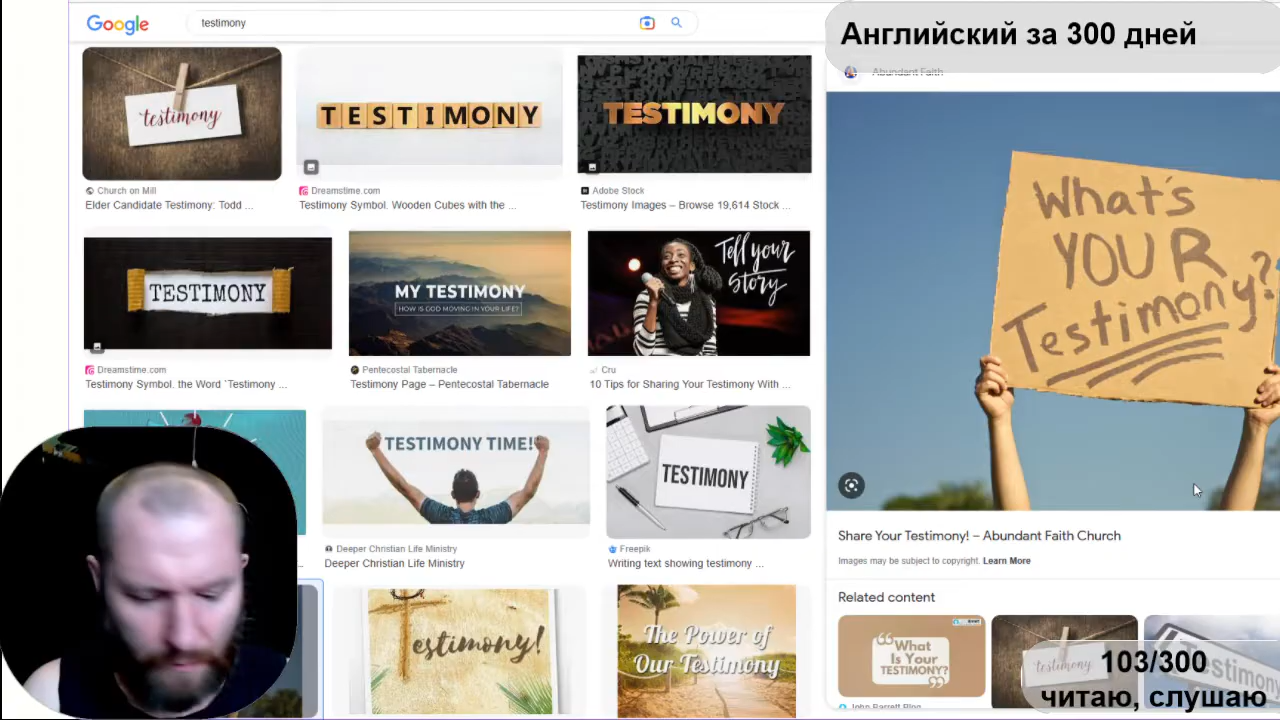 Google
testimony
Английский за 300 дней
Abundant Faith
testimony
TESTIMONY
TESTIMONY
Church on Mill
Elder Candidate Testimony: Todd ...
Dreamstime.com
Testimony Symbol. Wooden Cubes with the ...
Adobe Stock
Testimony Images – Browse 19,614 Stock ...
What's
YOUR
Testimony?
TESTIMONY
MY TESTIMONY
HOW IS GOD MOVING IN YOUR LIFE?
Tell your
Story
Dreamstime.com
Testimony Symbol. the Word `Testimony ...
Pentecostal Tabernacle
Testimony Page – Pentecostal Tabernacle
Cru
10 Tips for Sharing Your Testimony With ...
TESTIMONY TIME!
TESTIMONY
Deeper Christian Life Ministry
Deeper Christian Life Ministry
Freepik
Writing text showing testimony ...
Share Your Testimony! – Abundant Faith Church
Images may be subject to copyright. Learn More
Related content
estimony!
The Power of
Our Testimony
What
Is Your
TESTIMONY?
testimony
Testimony
John Barrett Blog
103/300
читаю, слушаю